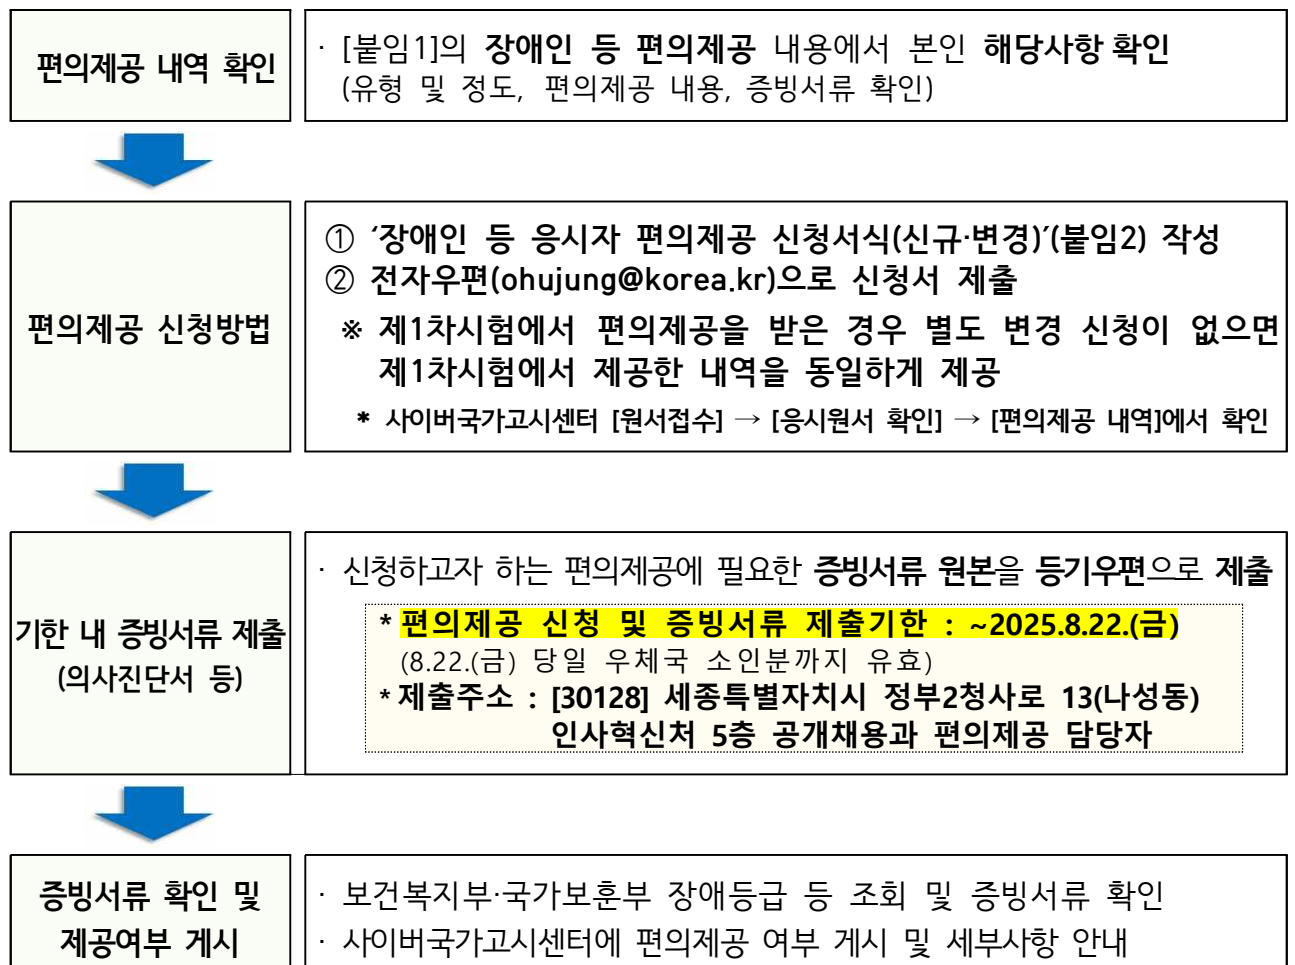 편의제공 내역 확인
· [붙임1]의 장애인 등 편의제공 내용에서 본인 해당사항 확인
(유형 및 정도, 편의제공 내용, 증빙서류 확인)
편의제공 신청방법
① ‘장애인 등 응시자 편의제공 신청서식(신규·변경)’(붙임2) 작성
② 전자우편(ohujung@korea.kr)으로 신청서 제출
※ 제1차시험에서 편의제공을 받은 경우 별도 변경 신청이 없으면
제1차시험에서 제공한 내역을 동일하게 제공
* 사이버국가고시센터 [원서접수] → [응시원서 확인] → [편의제공 내역]에서 확인
기한 내 증빙서류 제출
(의사진단서 등)
· 신청하고자 하는 편의제공에 필요한 증빙서류 원본을 등기우편으로 제출
* 편의제공 신청 및 증빙서류 제출기한 : ~2025.8.22.(금)
(8.22.(금) 당일 우체국 소인분까지 유효)
* 제출주소 : [30128] 세종특별자치시 정부2청사로 13(나성동)
인사혁신처 5층 공개채용과 편의제공 담당자
증빙서류 확인 및
제공여부 게시
· 보건복지부·국가보훈부 장애등급 등 조회 및 증빙서류 확인
· 사이버국가고시센터에 편의제공 여부 게시 및 세부사항 안내